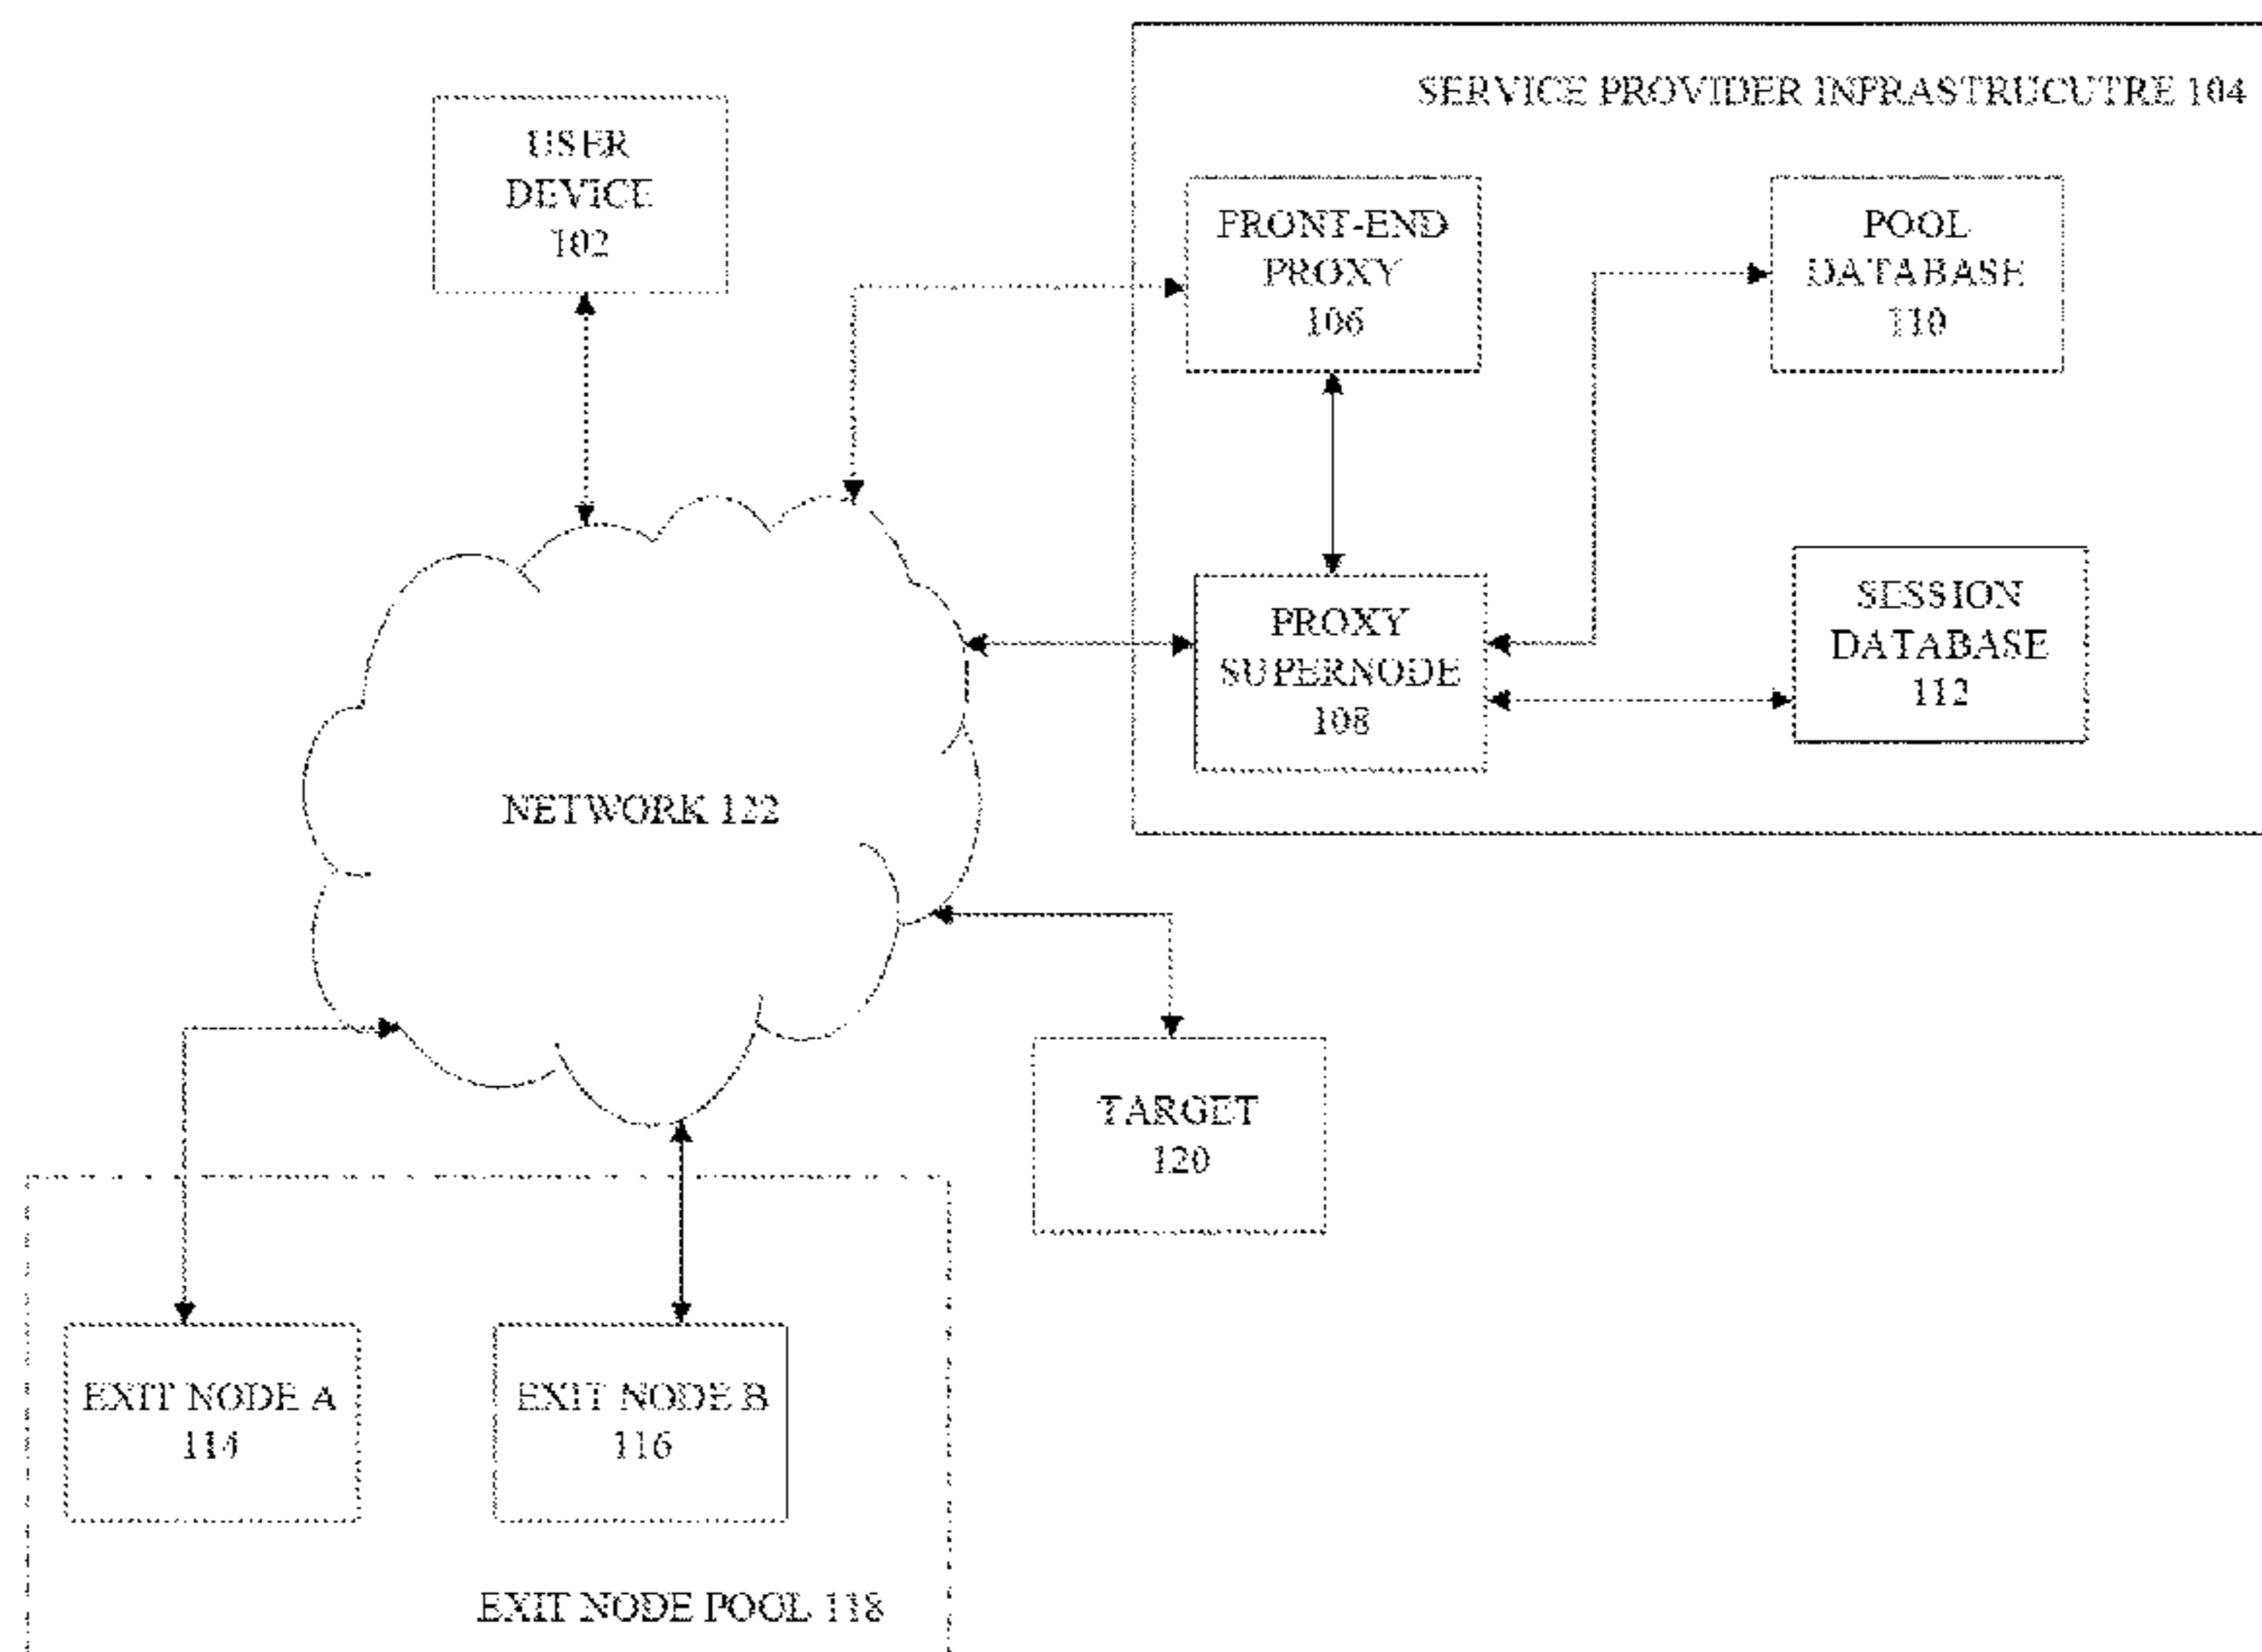 SERVICE PROVIDER INFRASTRUCUTRE 104
USER
DEVICE
102
FRONT-END
PROXY
106
POOL
DATABASE
110
PROXY
SUPERNODE
108
SESSION
DATABASE
112
NETWORK 122
TARGET
120
EXIT NODE A
114
EXIT NODE B
116
EXIT NODE POOL 118